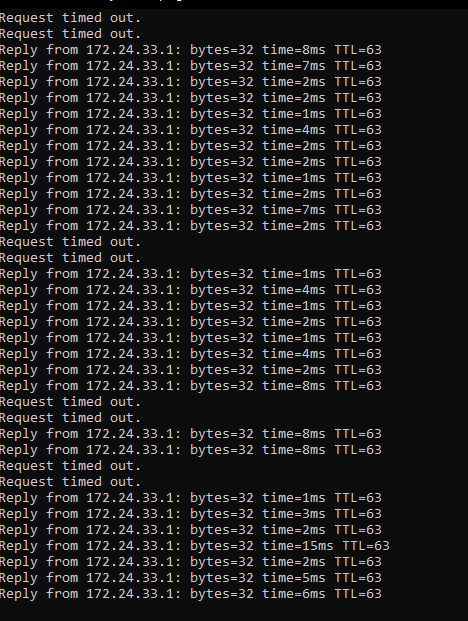 Request timed out.
Request timed out.
Reply from 172.24.33.1: bytes=32 time=8ms TTL=63
Reply from 172.24.33.1: bytes=32 time=7ms TTL=63
Reply from 172.24.33.1: bytes=32 time=2ms TTL=63
Reply from 172.24.33.1: bytes=32 time=2ms TTL=63
Reply from 172.24.33.1: bytes=32 time=1ms TTL=63
Reply from 172.24.33.1: bytes=32 time=4ms TTL=63
Reply from 172.24.33.1: bytes=32 time=2ms TTL=63
Reply from 172.24.33.1: bytes=32 time=2ms TTL=63
Reply from 172.24.33.1: bytes=32 time=1ms TTL=63
Reply from 172.24.33.1: bytes=32 time=2ms TTL=63
Reply from 172.24.33.1: bytes=32 time=7ms TTL=63
Reply from 172.24.33.1: bytes=32 time=2ms TTL=63
Request timed out.
Request timed out.
Reply from 172.24.33.1: bytes=32 time=1ms TTL=63
Reply from 172.24.33.1: bytes=32 time=4ms TTL=63
Reply from 172.24.33.1: bytes=32 time=1ms TTL=63
Reply from 172.24.33.1: bytes=32 time=2ms TTL=63
Reply from 172.24.33.1: bytes=32 time=1ms TTL=63
Reply from 172.24.33.1: bytes=32 time=4ms TTL=63
Reply from 172.24.33.1: bytes=32 time=2ms TTL=63
Reply from 172.24.33.1: bytes=32 time=8ms TTL=63
Request timed out.
Request timed out.
Reply from 172.24.33.1: bytes=32 time=8ms TTL=63
Reply from 172.24.33.1: bytes=32 time=8ms TTL=63
Request timed out.
Request timed out.
Reply from 172.24.33.1: bytes=32 time=1ms TTL=63
Reply from 172.24.33.1: bytes=32 time=3ms TTL=63
Reply from 172.24.33.1: bytes=32 time=2ms TTL=63
Reply from 172.24.33.1: bytes=32 time=15ms TTL=63
Reply from 172.24.33.1: bytes=32 time=2ms TTL=63
Reply from 172.24.33.1: bytes=32 time=5ms TTL=63
Reply from 172.24.33.1: bytes=32 time=6ms TTL=63